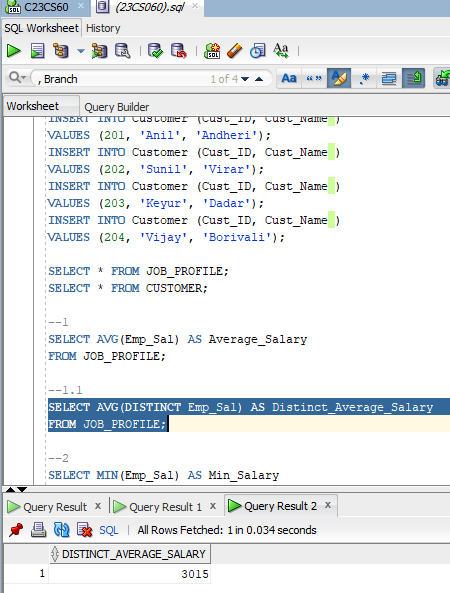 C23CS60 (23CS060).sql
SQL Worksheet History
Aa
, Branch 1 of 4 Aa “” .*
Worksheet Query Builder
INSERT INTO Customer (Cust_ID, Cust_Name )
VALUES (201, 'Anil', 'Andheri');
INSERT INTO Customer (Cust_ID, Cust_Name )
VALUES (202, 'Sunil', 'Virar');
INSERT INTO Customer (Cust_ID, Cust_Name )
VALUES (203, 'Keyur', 'Dadar');
INSERT INTO Customer (Cust_ID, Cust_Name )
VALUES (204, 'Vijay', 'Borivali');
SELECT * FROM JOB_PROFILE;
SELECT * FROM CUSTOMER;
--1
SELECT AVG(Emp_Sal) AS Average_Salary
FROM JOB_PROFILE;
--1.1
SELECT AVG(DISTINCT Emp_Sal) AS Distinct_Average_Salary
FROM JOB_PROFILE;
--2
SELECT MIN(Emp_Sal) AS Min_Salary
Query Result x Query Result 1 x Query Result 2 x
SQL | All Rows Fetched: 1 in 0.034 seconds
DISTINCT_AVERAGE_SALARY
1 3015